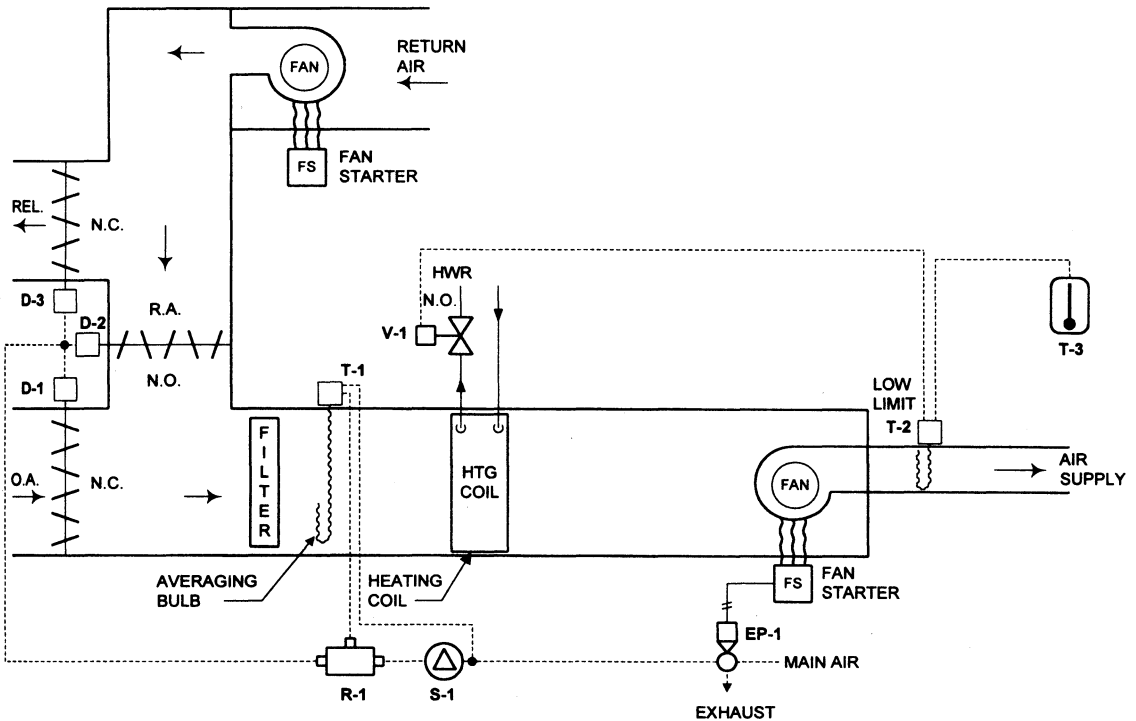 RETURN
AIR
FAN
FS
FAN
STARTER
REL.
N.C.
D-3
R.A.
D-2
N.O.
D-1
O.A.
N.C.
FILTER
T-1
HWR
N.O.
V-1
HTG
COIL
T-3
LOW
LIMIT
T-2
AIR
SUPPLY
FAN
FS
FAN
STARTER
AVERAGING
BULB
HEATING
COIL
EP-1
MAIN AIR
R-1
S-1
EXHAUST